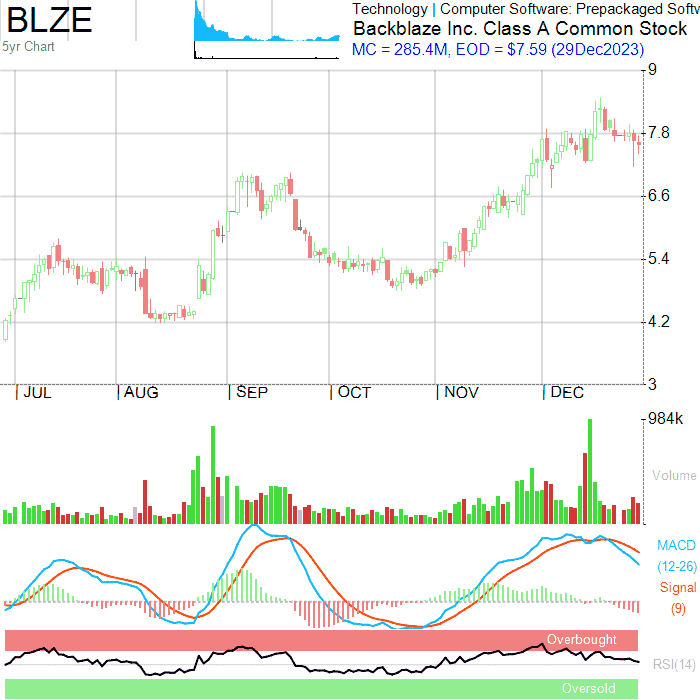 BLZE
5yr Chart
Technology | Computer Software: Prepackaged Softw
Backblaze Inc. Class A Common Stock
MC = 285.4M, EOD = $7.59 (29Dec2023)
9
7.8
6.6
5.4
4.2
3
JUL AUG SEP OCT NOV DEC
984k
Volume
MACD
(12-26)
Signal
(9)
Overbought
RSI(14)
Oversold